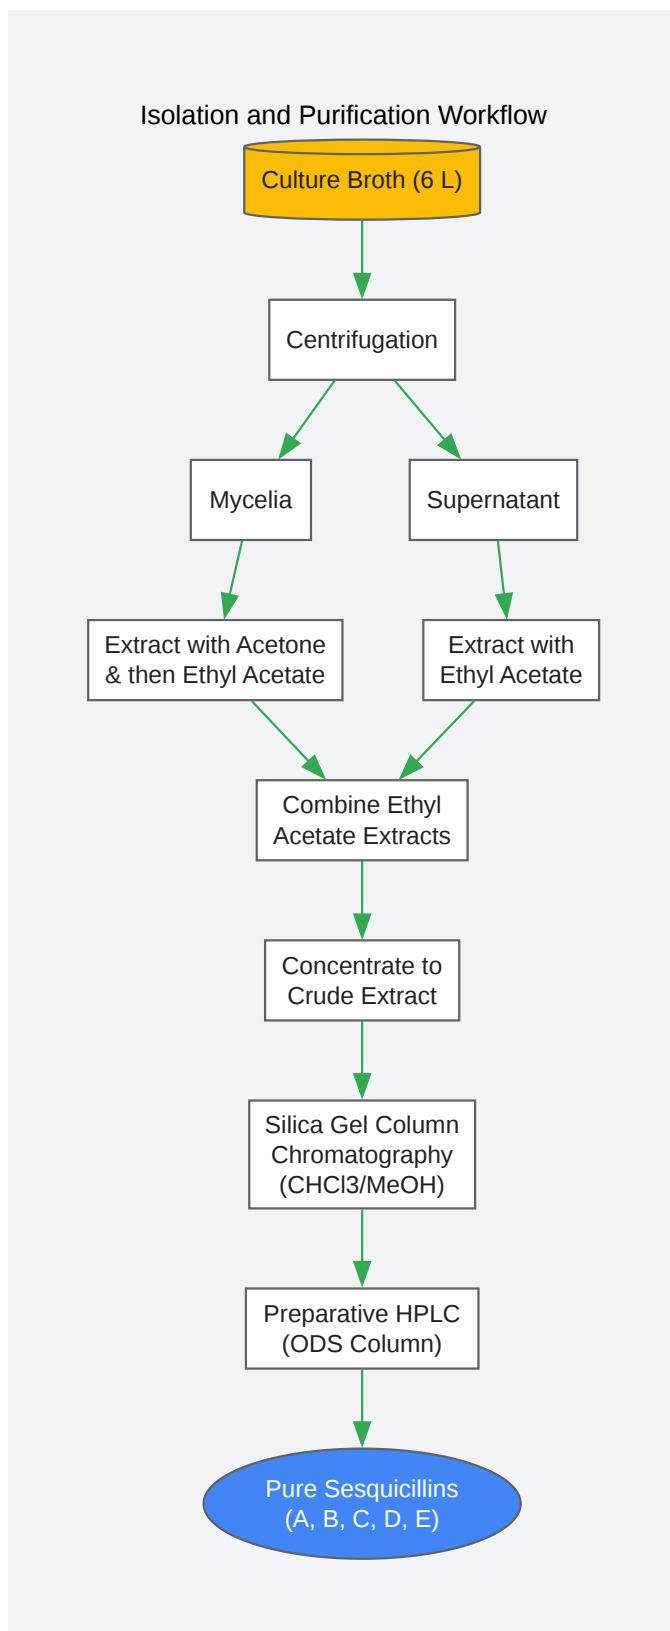 Isolation and Purification Workflow
Culture Broth (6 L)
Centrifugation
Mycelia
Supernatant
Extract with Acetone
& then Ethyl Acetate
Extract with
Ethyl Acetate
Combine Ethyl
Acetate Extracts
Concentrate to
Crude Extract
Silica Gel Column
Chromatography
(CHCl3/MeOH)
Preparative HPLC
(ODS Column)
Pure Sesquicillins
(A, B, C, D, E)